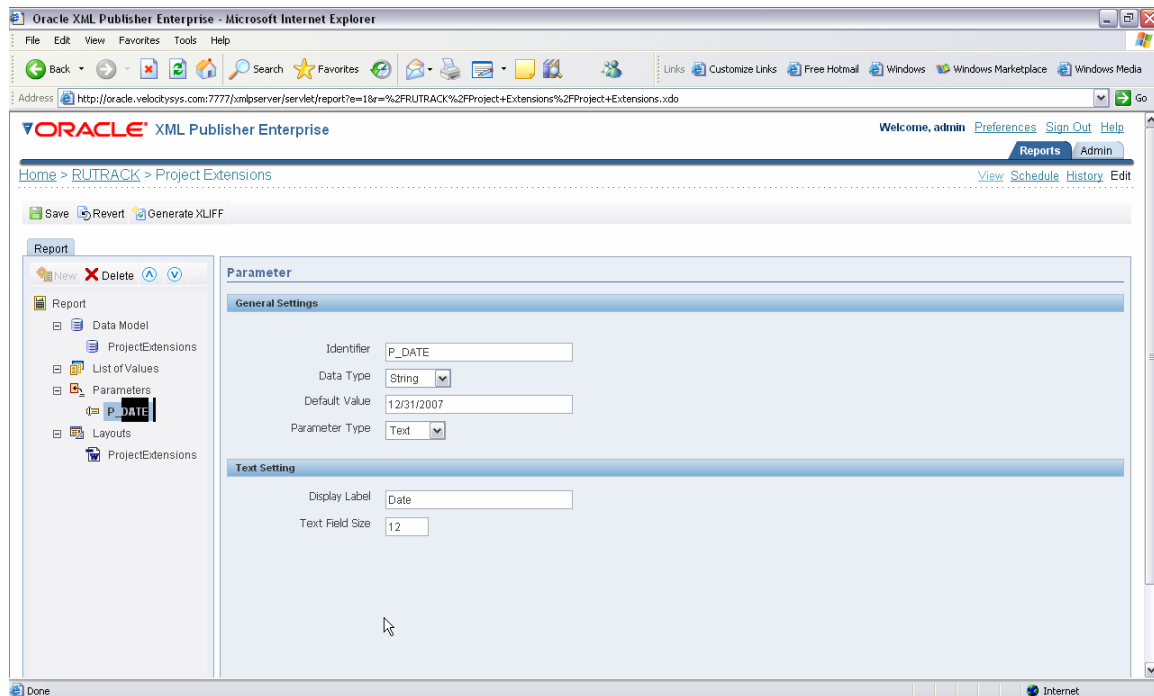 Oracle XML Publisher Enterprise - Microsoft Internet Explorer
File Edit View Favorites Tools Help
Back Search Favorites Links Customize Links Free Hotmail Windows Windows Marketplace Windows Media
Address http://oracle.velocitysys.com:7777/xmlpserver/servlet/report?e=1&r=%2FRUTRACK%2FProject+Extensions%2FProject+Extensions.xdo Go
ORACLE XML Publisher Enterprise
Welcome, admin Preferences Sign Out Help
Reports Admin
Home > RUTRACK > Project Extensions
View Schedule History Edit
Save Revert Generate XLIFF
Report
New Delete
Report
Data Model
ProjectExtensions
List of Values
Parameters
P_DATE
Layouts
ProjectExtensions
Parameter
General Settings
Identifier P_DATE
Data Type String
Default Value 12/31/2007
Parameter Type Text
Text Setting
Display Label Date
Text Field Size 12
Done
Internet